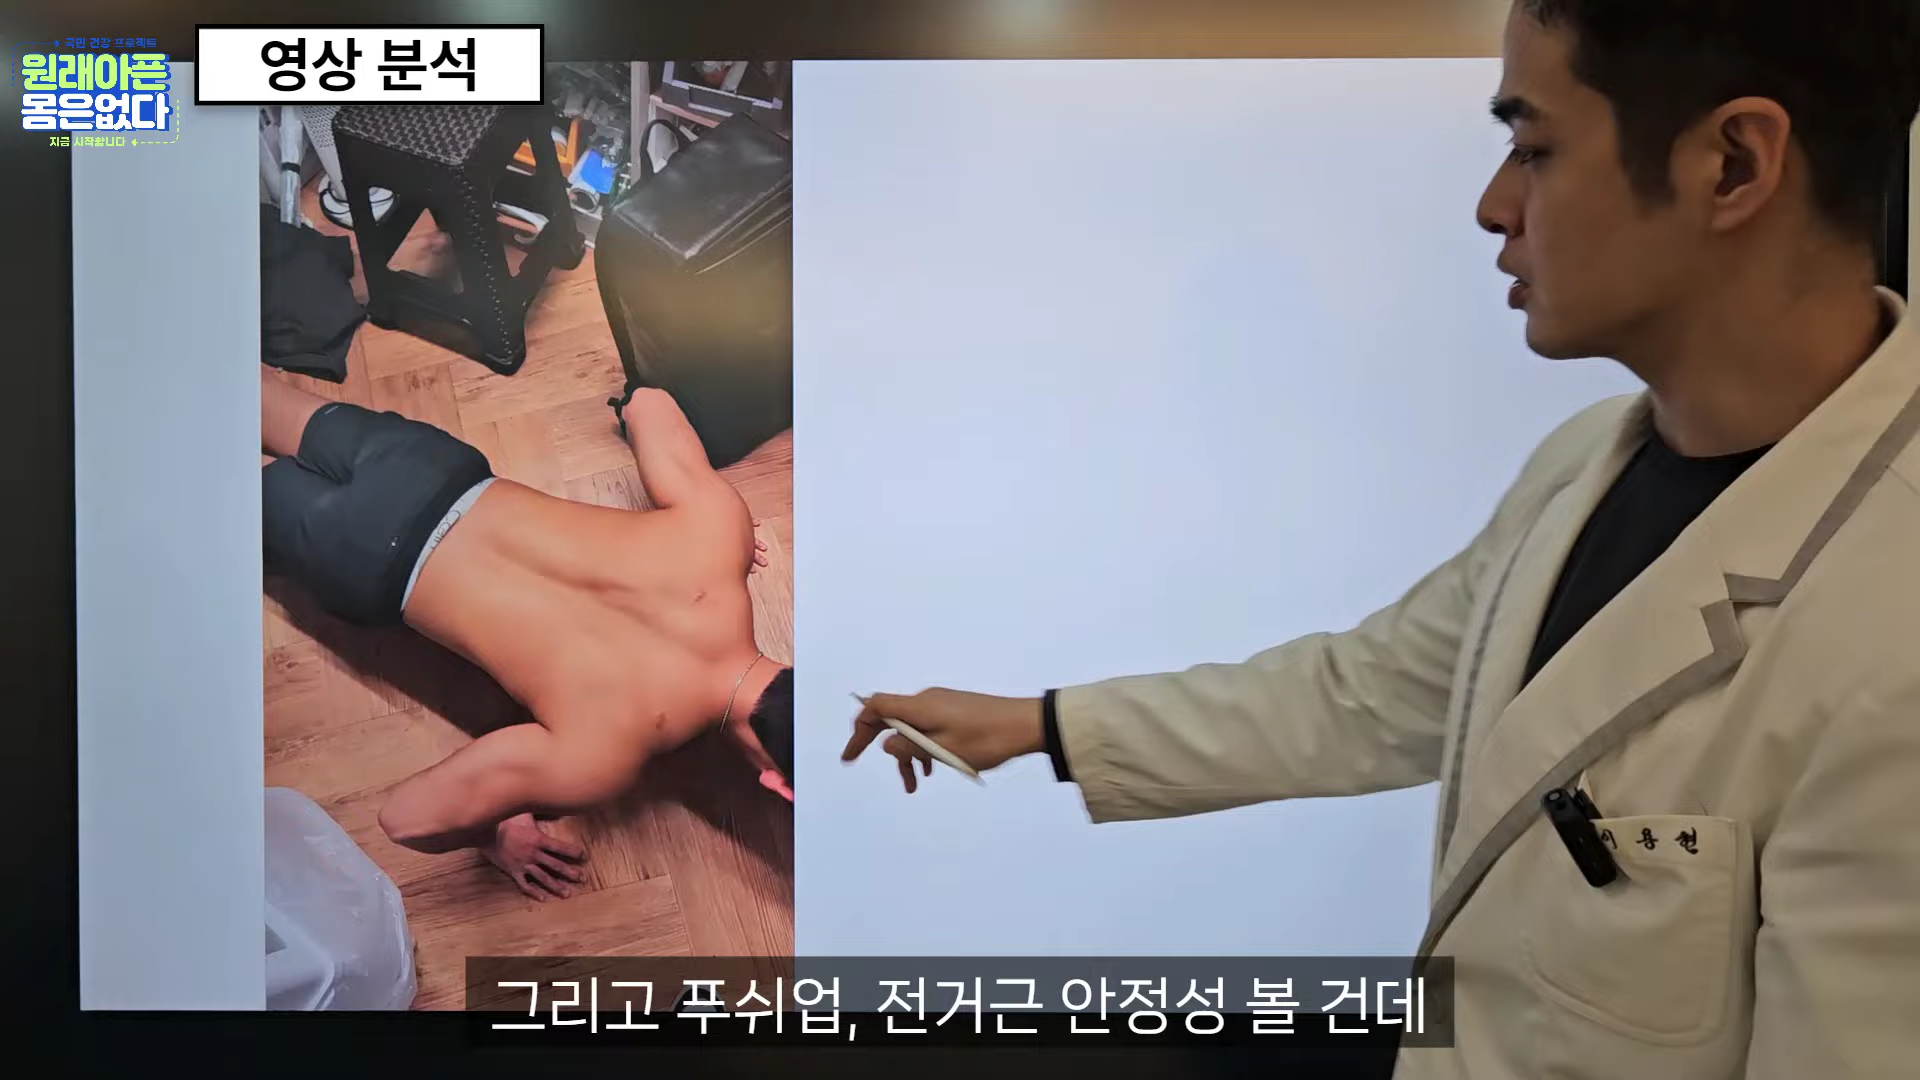 국민 건강 프로젝트
원래아픈
몸은없다
지금 시작합니다
영상 분석
이용현
그리고 푸쉬업, 전거근 안정성 볼 건데